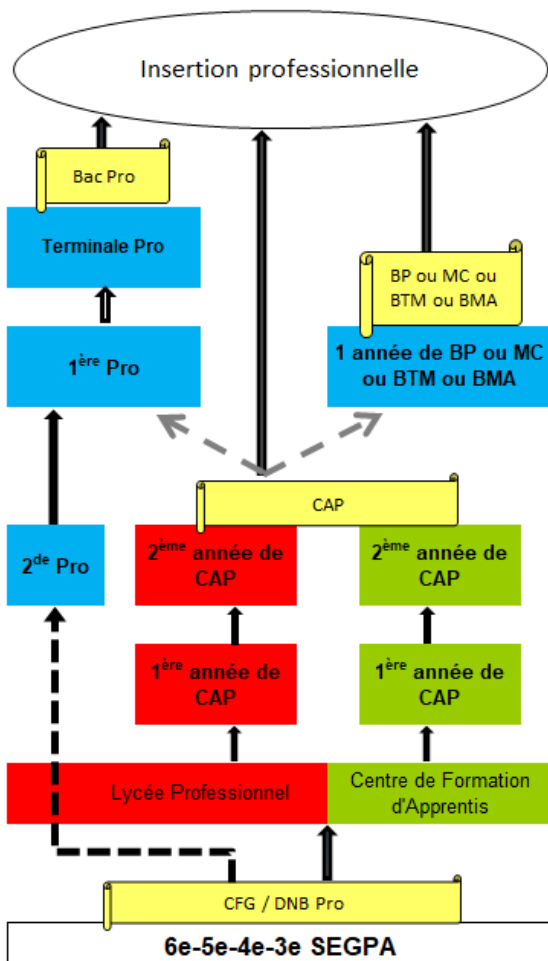 Insertion professionnelle
Bac Pro
Terminale Pro
BP ou MC ou
BTM ou BMA
1ère Pro
1 année de BP ou MC
ou BTM ou BMA
CAP
2de Pro
2ème année de
CAP
2ème année de
CAP
1ère année de
CAP
1ère année de
CAP
Lycée Professionnel
Centre de Formation
d'Apprentis
CFG / DNB Pro
6e-5e-4e-3e SEGPA